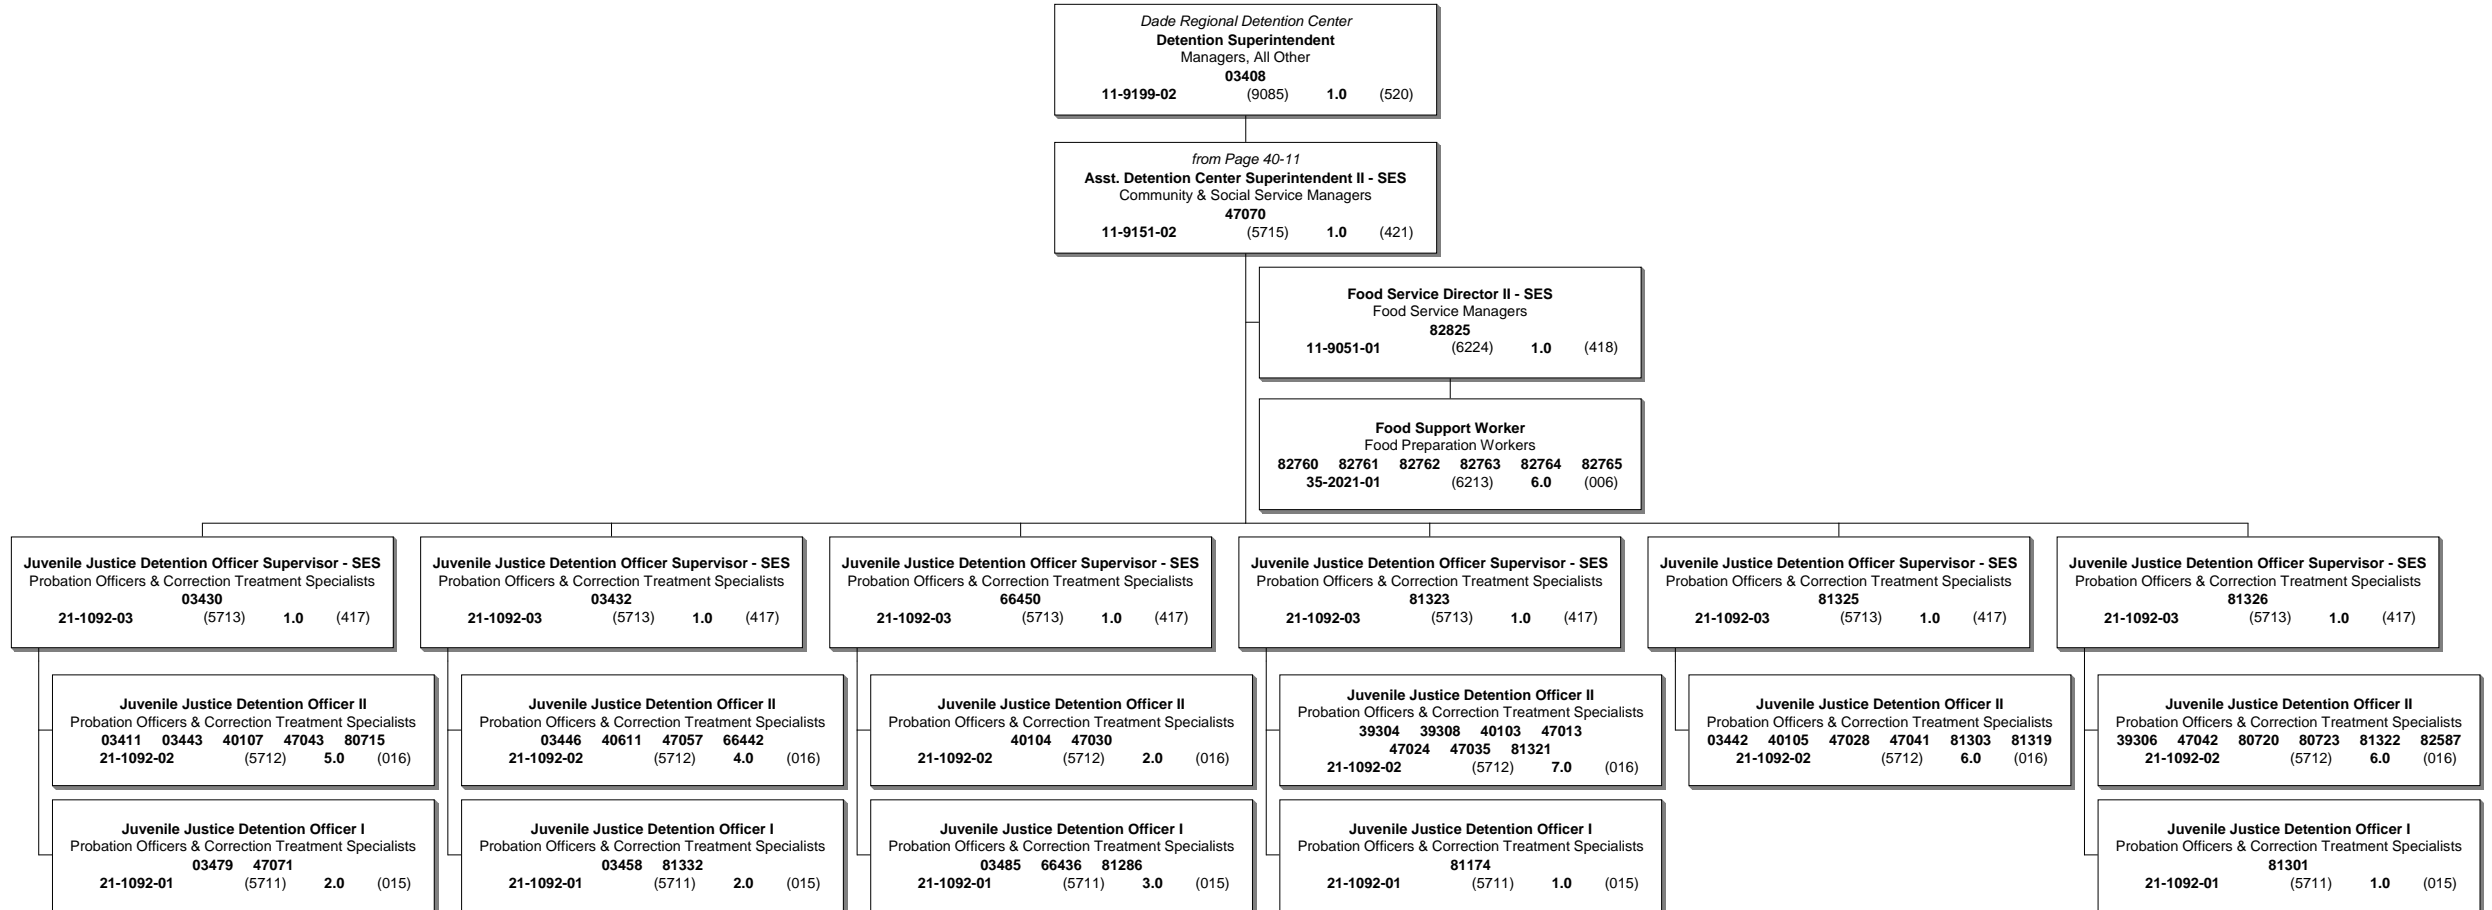 Dade Regional Detention Center
Detention Superintendent
Managers, All Other
03408
11-9199-02 (9085) 1.0 (520)
from Page 40-11
Asst. Detention Center Superintendent II - SES
Community & Social Service Managers
47070
11-9151-02 (5715) 1.0 (421)
Food Service Director II - SES
Food Service Managers
82825
11-9051-01 (6224) 1.0 (418)
Food Support Worker
Food Preparation Workers
82760 82761 82762 82763 82764 82765
35-2021-01 (6213) 6.0 (006)
Juvenile Justice Detention Officer Supervisor - SES
Probation Officers & Correction Treatment Specialists
03430
21-1092-03 (5713) 1.0 (417)
Juvenile Justice Detention Officer II
Probation Officers & Correction Treatment Specialists
03411 03443 40107 47043 80715
21-1092-02 (5712) 5.0 (016)
Juvenile Justice Detention Officer I
Probation Officers & Correction Treatment Specialists
03479 47071
21-1092-01 (5711) 2.0 (015)
Juvenile Justice Detention Officer Supervisor - SES
Probation Officers & Correction Treatment Specialists
03432
21-1092-03 (5713) 1.0 (417)
Juvenile Justice Detention Officer II
Probation Officers & Correction Treatment Specialists
03446 40611 47057 66442
21-1092-02 (5712) 4.0 (016)
Juvenile Justice Detention Officer I
Probation Officers & Correction Treatment Specialists
03458 81332
21-1092-01 (5711) 2.0 (015)
Juvenile Justice Detention Officer Supervisor - SES
Probation Officers & Correction Treatment Specialists
66450
21-1092-03 (5713) 1.0 (417)
Juvenile Justice Detention Officer II
Probation Officers & Correction Treatment Specialists
40104 47030
21-1092-02 (5712) 2.0 (016)
Juvenile Justice Detention Officer I
Probation Officers & Correction Treatment Specialists
03485 66436 81286
21-1092-01 (5711) 3.0 (015)
Juvenile Justice Detention Officer Supervisor - SES
Probation Officers & Correction Treatment Specialists
81323
21-1092-03 (5713) 1.0 (417)
Juvenile Justice Detention Officer II
Probation Officers & Correction Treatment Specialists
39304 39308 40103 47013
47024 47035 81321
21-1092-02 (5712) 7.0 (016)
Juvenile Justice Detention Officer I
Probation Officers & Correction Treatment Specialists
81174
21-1092-01 (5711) 1.0 (015)
Juvenile Justice Detention Officer Supervisor - SES
Probation Officers & Correction Treatment Specialists
81325
21-1092-03 (5713) 1.0 (417)
Juvenile Justice Detention Officer II
Probation Officers & Correction Treatment Specialists
03442 40105 47028 47041 81303 81319
21-1092-02 (5712) 6.0 (016)
Juvenile Justice Detention Officer Supervisor - SES
Probation Officers & Correction Treatment Specialists
81326
21-1092-03 (5713) 1.0 (417)
Juvenile Justice Detention Officer II
Probation Officers & Correction Treatment Specialists
39306 47042 80720 80723 81322 82587
21-1092-02 (5712) 6.0 (016)
Juvenile Justice Detention Officer I
Probation Officers & Correction Treatment Specialists
81301
21-1092-01 (5711) 1.0 (015)